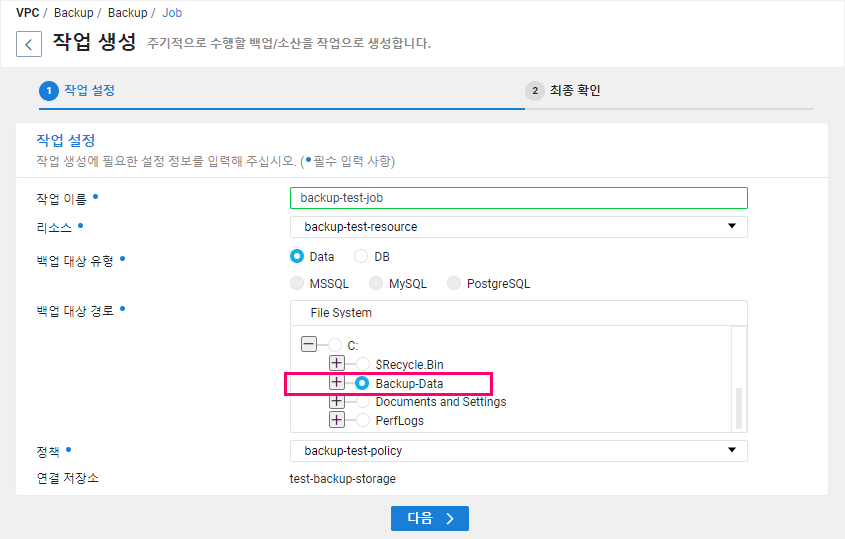 VPC / Backup / Backup / Job
작업 생성 주기적으로 수행할 백업/소산을 작업으로 생성합니다.
1 작업 설정 2 최종 확인
작업 설정
작업 생성에 필요한 설정 정보를 입력해 주십시오. (•필수 입력 사항)
작업 이름 • backup-test-job
리소스 • backup-test-resource
백업 대상 유형 • Data DB
MSSQL MySQL PostgreSQL
백업 대상 경로 • File System
C:
$Recycle.Bin
Backup-Data
Documents and Settings
PerfLogs
정책 • backup-test-policy
연결 저장소 test-backup-storage
다음